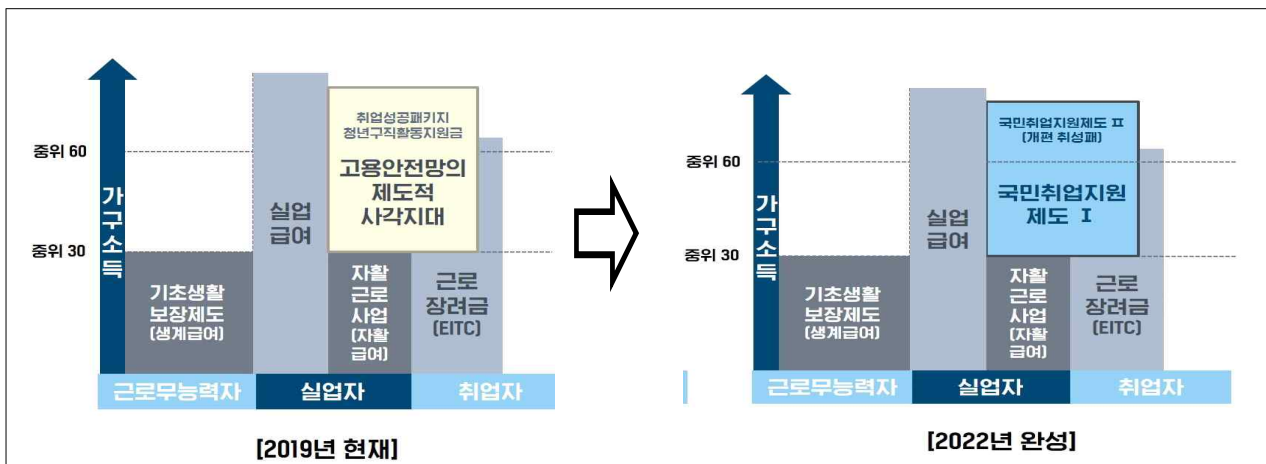 중위 60
중위 30
가구소득
취업성공패키지
청년구직활동지원금
고용안전망의
제도적
사각지대
실업
급여
기초생활
보장제도
(생계급여)
자활
근로
사업
(자활
급여)
근로
장려금
(EITC)
근로무능력자
실업자
취업자
[2019년 현재]
중위 60
중위 30
가구소득
국민취업지원제도 Ⅱ
(개편 취성패)
국민취업지원
제도 Ⅰ
실업
급여
기초생활
보장제도
(생계급여)
자활
근로
사업
(자활
급여)
근로
장려금
(EITC)
근로무능력자
실업자
취업자
[2022년 완성]